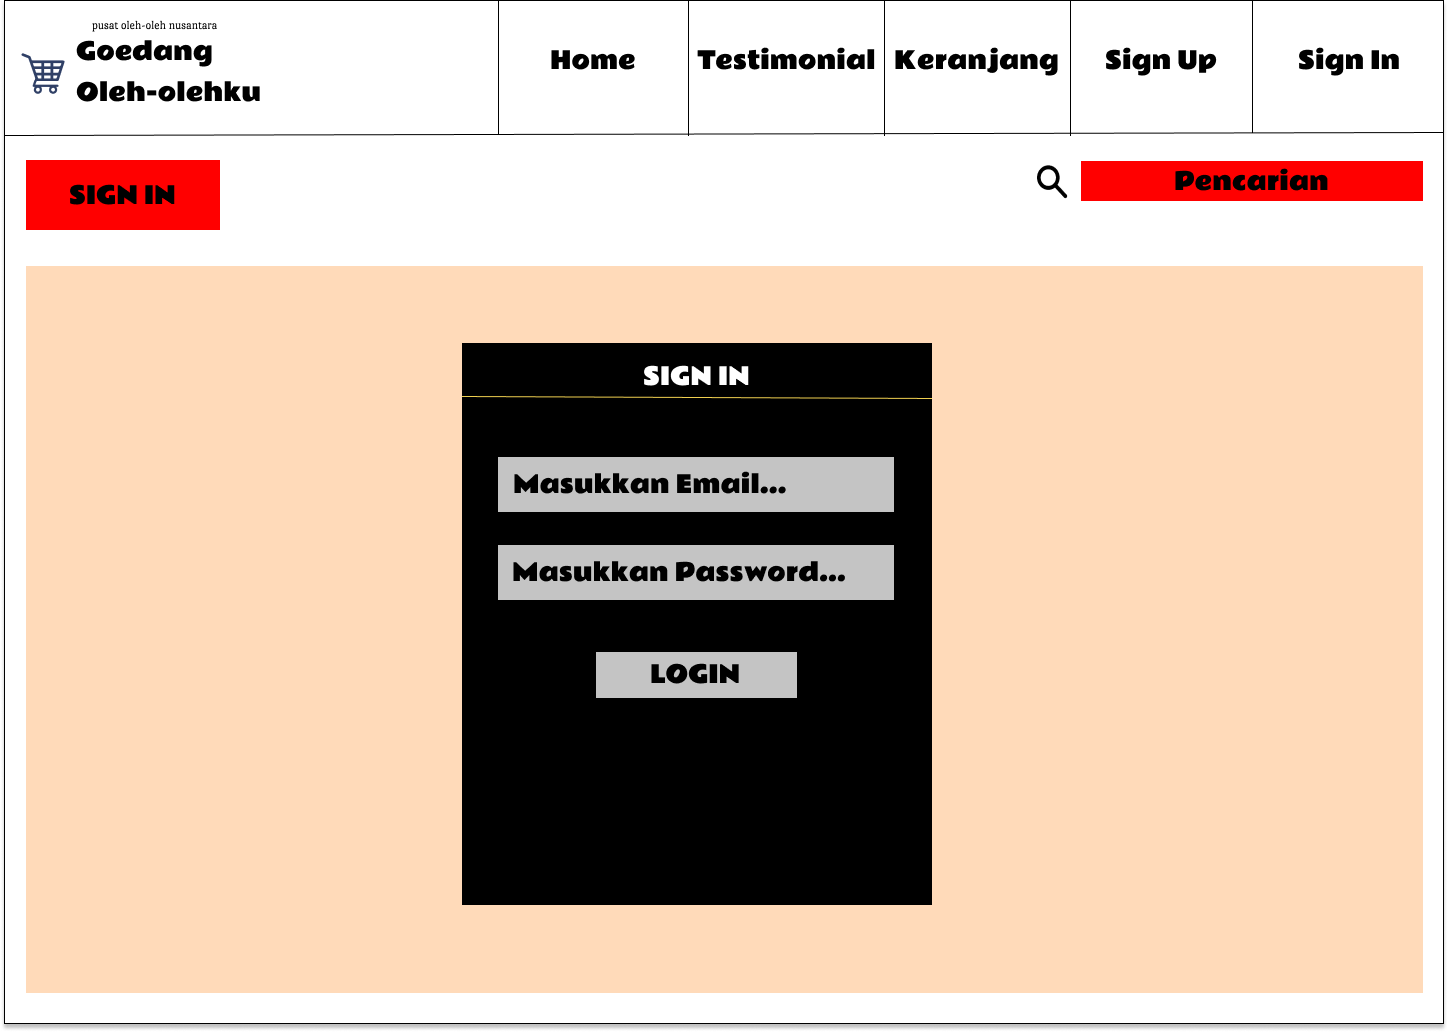 pusat oleh-oleh nusantara
Goedang
Oleh-olehku
Home
Testimonial
Keranjang
Sign Up
Sign In
SIGN IN
Pencarian
SIGN IN
Masukkan Email...
Masukkan Password...
LOGIN